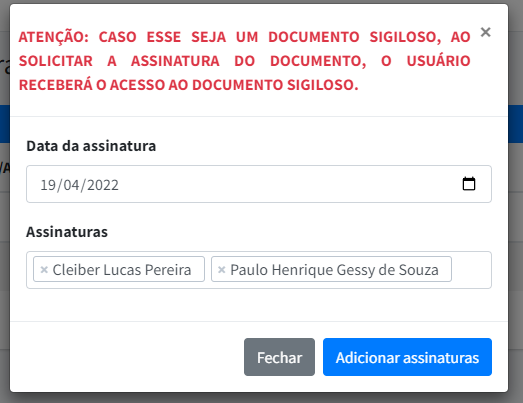 ATENÇÃO: CASO ESSE SEJA UM DOCUMENTO SIGILOSO, AO
SOLICITAR A ASSINATURA DO DOCUMENTO, O USUÁRIO
RECEBERÁ O ACESSO AO DOCUMENTO SIGILOSO.
×
Data da assinatura
19/04/2022
Assinaturas
× Cleiber Lucas Pereira × Paulo Henrique Gessy de Souza
Fechar Adicionar assinaturas